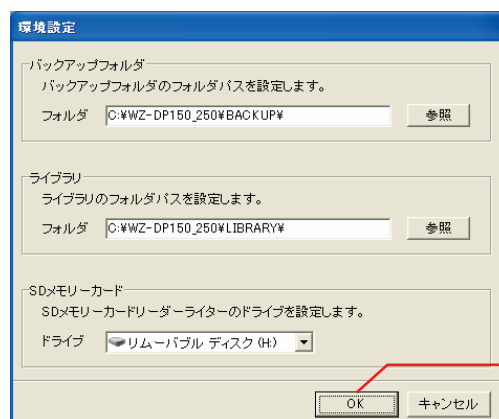 環境設定
バックアップフォルダ
バックアップフォルダのフォルダパスを設定します。
フォルダ C:¥WZ-DP150_250¥BACKUP¥ 参照
ライブラリ
ライブラリのフォルダパスを設定します。
フォルダ C:¥WZ-DP150_250¥LIBRARY¥ 参照
SDメモリーカード
SDメモリーカードリーダーライターのドライブを設定します。
ドライブ リムーバブル ディスク (H:)
OK キャンセル